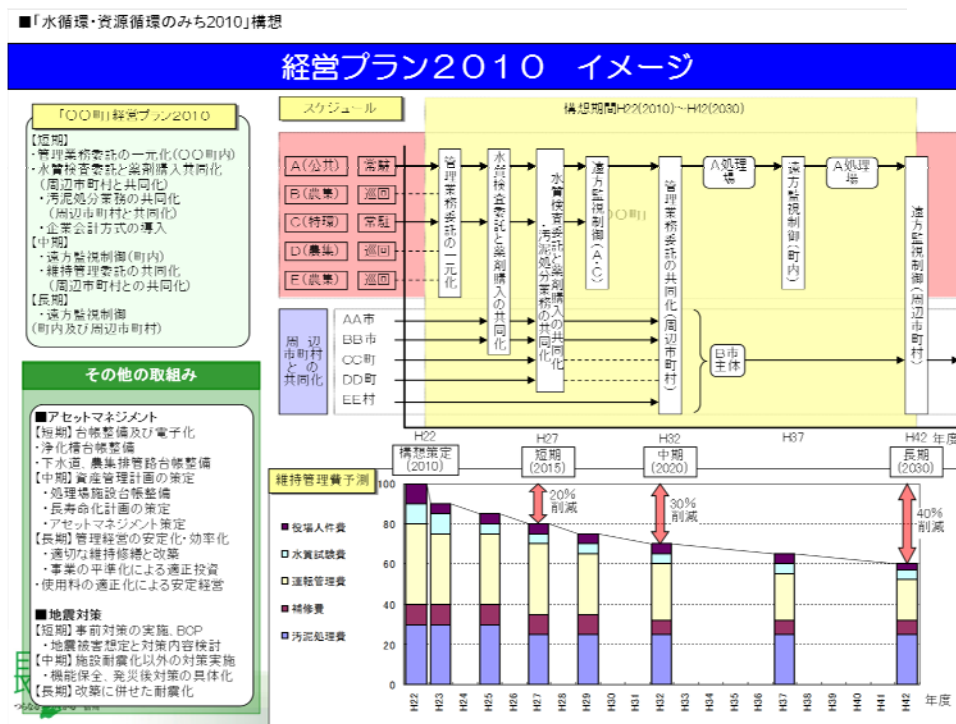 ■「水循環・資源循環のみち2010」構想
経営プラン２０１０　イメージ
「〇〇町」経営プラン2010
【短期】
・管理業務委託の一元化(〇〇町内)
・水質検査委託と薬剤購入共同化
(周辺市町村と共同化)
・汚泥処分業務の共同化
(周辺市町村と共同化)
・企業会計方式の導入
【中期】
・遠方監視制御(町内)
・維持管理委託の共同化
(周辺市町村との共同化)
【長期】
・遠方監視制御
(町内及び周辺市町村)
その他の取組み
■アセットマネジメント
【短期】台帳整備及び電子化
・浄化槽台帳整備
・下水道、農集排管路台帳整備
【中期】資産管理計画の策定
・処理場施設台帳整備
・長寿命化計画の策定
・アセットマネジメント策定
【長期】管理経営の安定化・効率化
・適切な維持修繕と改築
・事業の平準化による適正投資
・使用料の適正化による安定経営
■地震対策
【短期】事前対策の実施、BCP
・地震被害想定と対策内容検討
【中期】施設耐震化以外の対策実施
・機能保全、発災後対策の具体化
【長期】改築に併せた耐震化
スケジュール
構想期間H22(2010)～H42(2030)
A(公共) 常駐
B(農集) 巡回
C(特環) 常駐
D(農集) 巡回
E(農集) 巡回
管理業務委託の一元化
水質検査委託と薬剤購入の共同化
水質検査委託と薬剤購入の共同化
・汚泥処分業務の共同化
遠方監視制御(A・C)
〇〇町
管理業務委託の共同化(周辺市町村)
A処理場
遠方監視制御(町内)
A処理場
遠方監視制御(周辺市町村)
周辺市町村との共同化
AA市
BB市
CC町
DD町
EE村
B市主体
H22 H27 H32 H37 H42 年度
構想策定(2010)
短期(2015)
中期(2020)
長期(2030)
維持管理費予測
100
80
60
40
20
0
役場人件費
水質試験費
運転管理費
補修費
汚泥処理費
20%削減
30%削減
40%削減
H22 H23 H24 H25 H26 H27 H28 H29 H30 H31 H32 H33 H34 H35 H36 H37 H38 H39 H40 H41 H42 年度